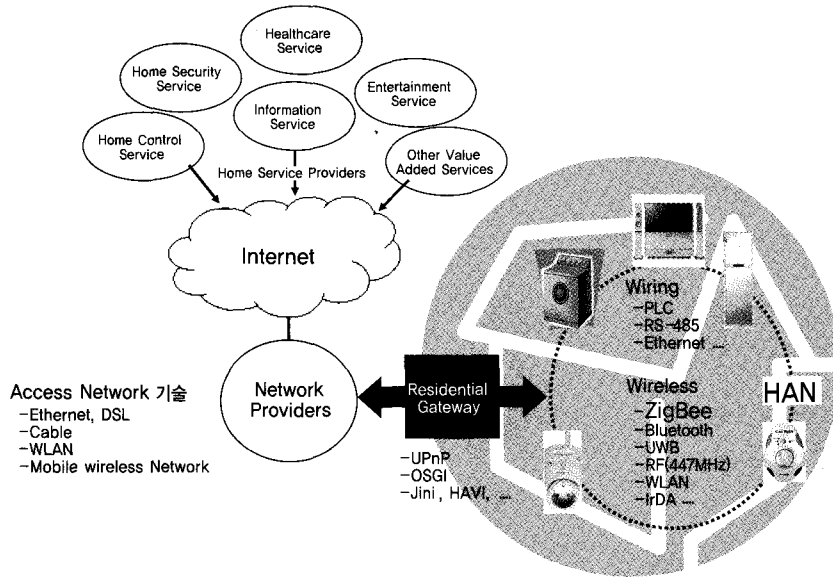 Healthcare
Service
Home Security
Service
Entertainment
Service
Information
Service
Home Control
Service
Other Value
Added Services
Home Service Providers
Internet
Network
Providers
Access Network 기술
-Ethernet, DSL
-Cable
-WLAN
-Mobile wireless Network
Residential
Gateway
-UPnP
-OSGI
-Jini, HAVI, ...
Wiring
-PLC
-RS-485
-Ethernet ...
Wireless
-ZigBee
-Bluetooth
-UWB
-RF(447MHz)
-WLAN
-IrDA ...
HAN